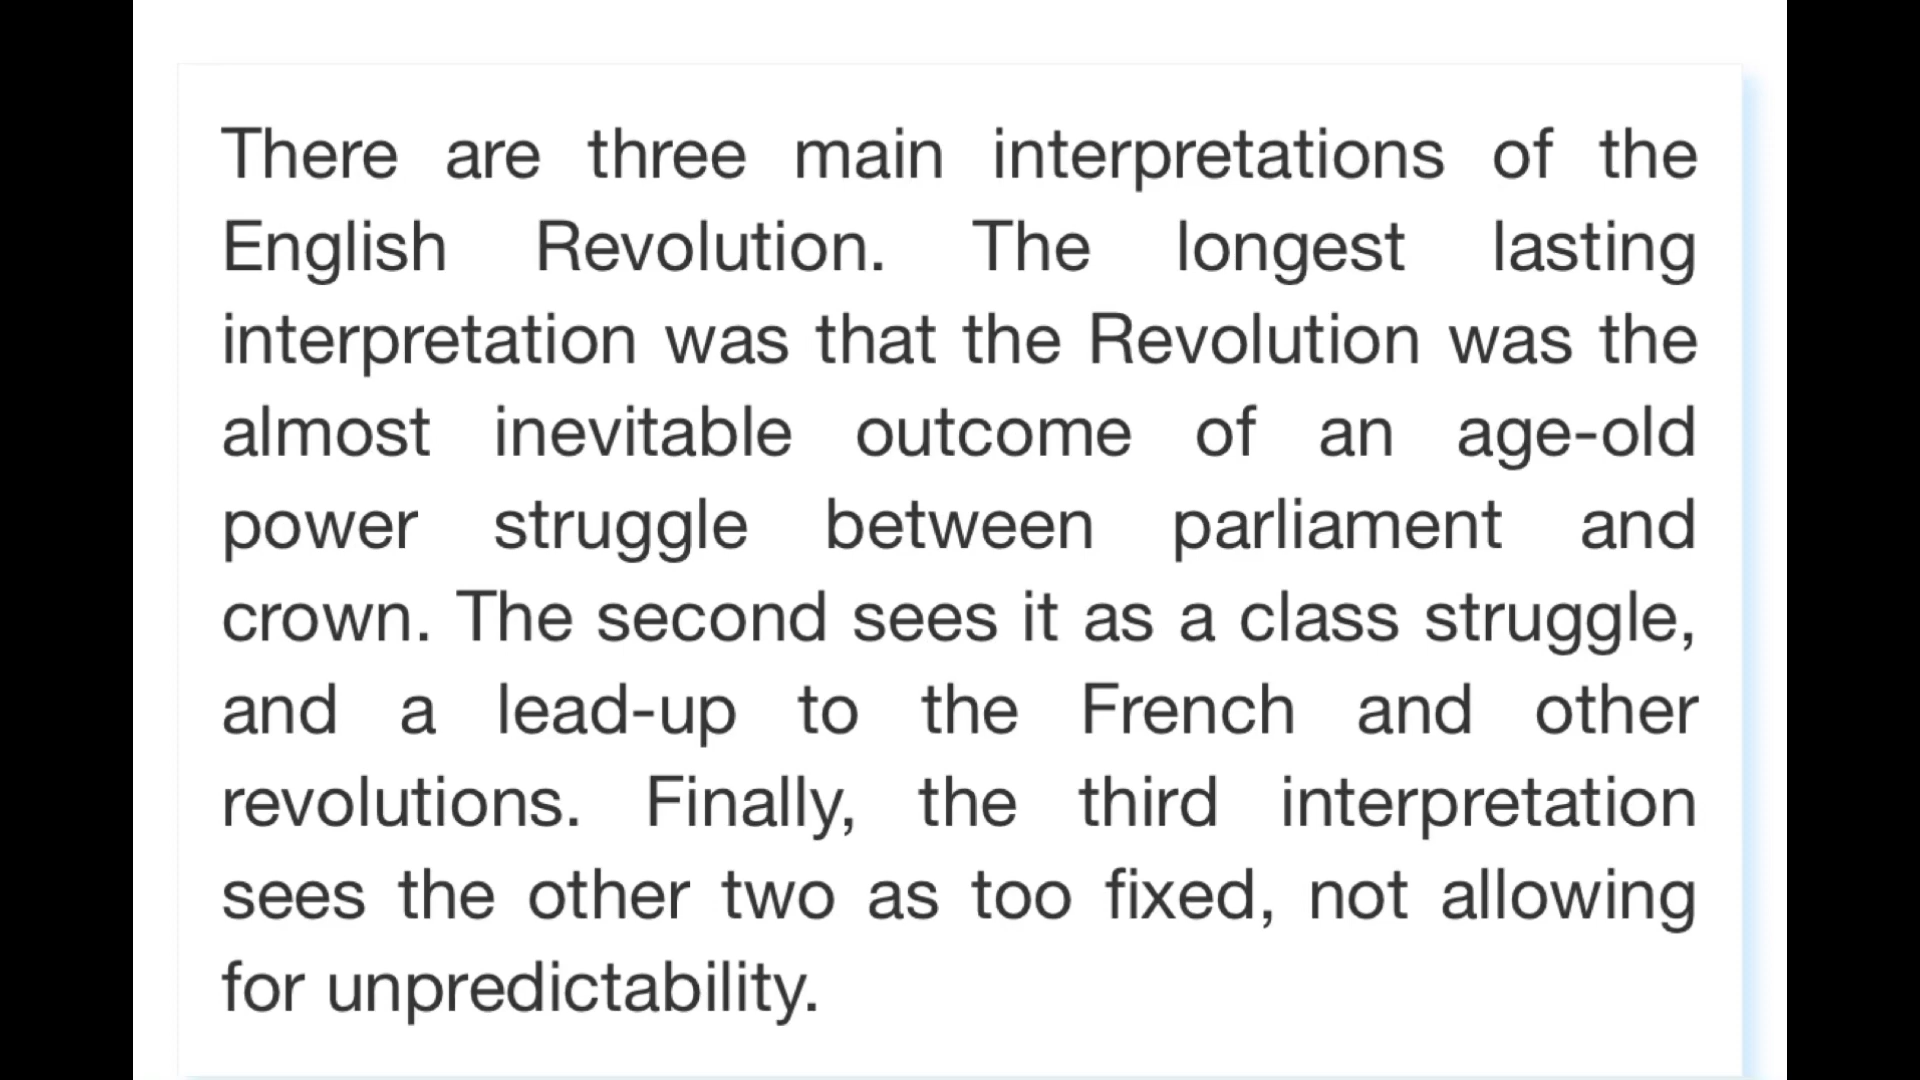 There are three main interpretations of the
English Revolution. The longest lasting
interpretation was that the Revolution was the
almost inevitable outcome of an age-old
power struggle between parliament and
crown. The second sees it as a class struggle,
and a lead-up to the French and other
revolutions. Finally, the third interpretation
sees the other two as too fixed, not allowing
for unpredictability.